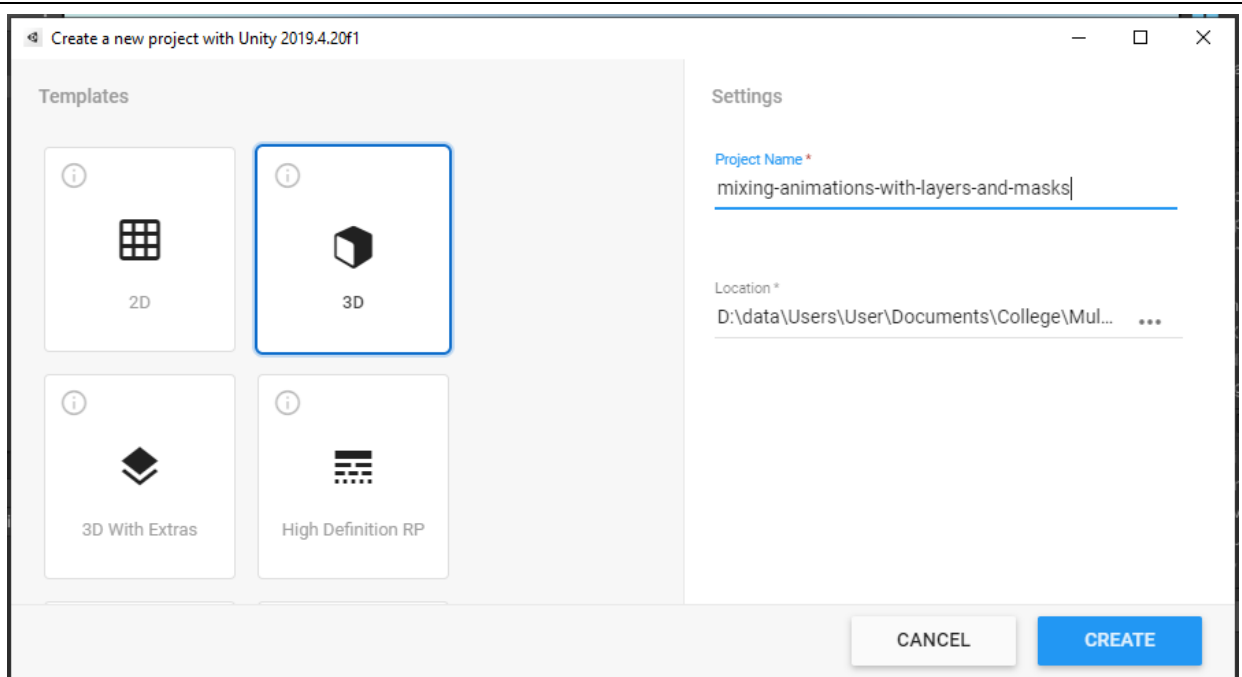 Create a new project with Unity 2019.4.20f1
Templates
Settings
2D
3D
3D With Extras
High Definition RP
Project Name *
mixing-animations-with-layers-and-masks
Location *
D:\data\Users\User\Documents\College\Mul...
CANCEL
CREATE